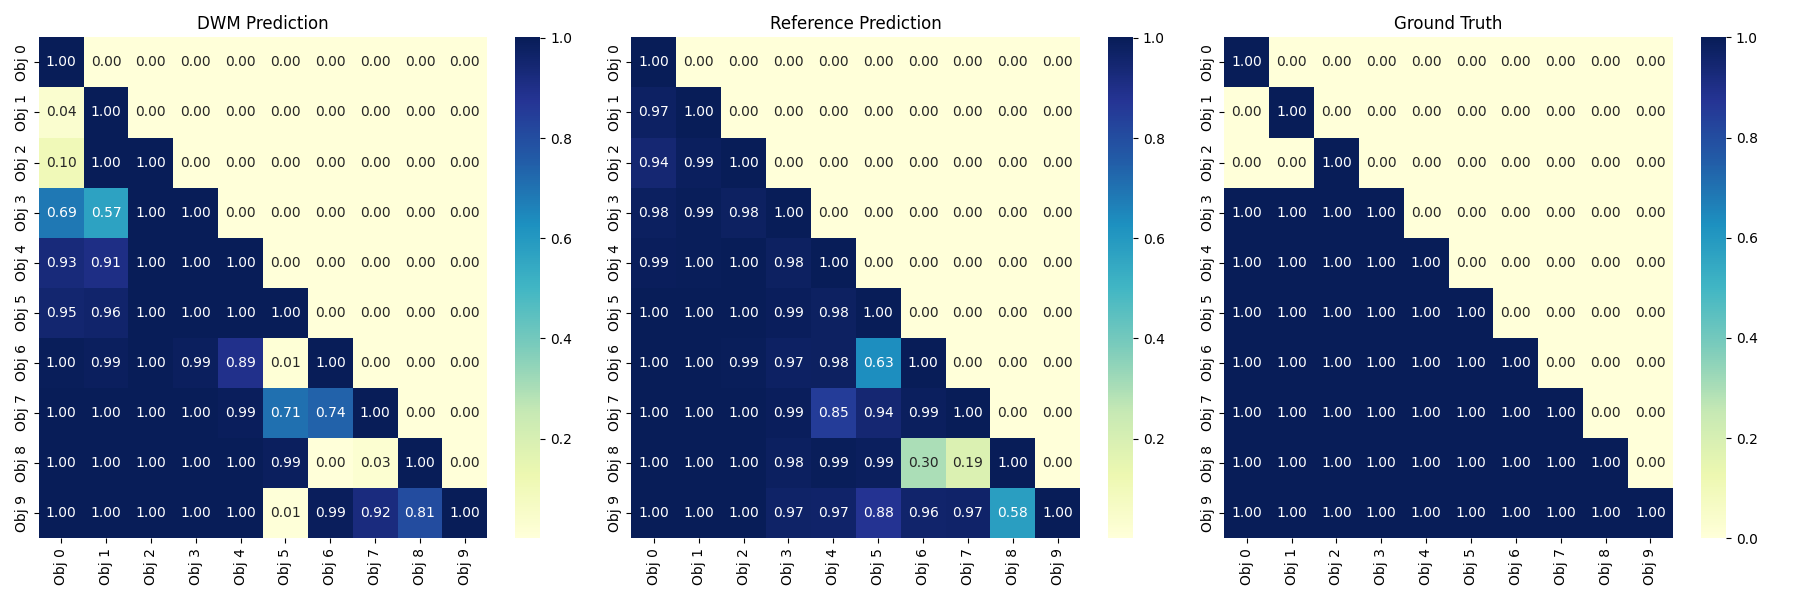 DWM Prediction
Obj 0 1.00 0.00 0.00 0.00 0.00 0.00 0.00 0.00 0.00 0.00
Obj 1 0.04 1.00 0.00 0.00 0.00 0.00 0.00 0.00 0.00 0.00
Obj 2 0.10 1.00 1.00 0.00 0.00 0.00 0.00 0.00 0.00 0.00
Obj 3 0.69 0.57 1.00 1.00 0.00 0.00 0.00 0.00 0.00 0.00
Obj 4 0.93 0.91 1.00 1.00 1.00 0.00 0.00 0.00 0.00 0.00
Obj 5 0.95 0.96 1.00 1.00 1.00 1.00 0.00 0.00 0.00 0.00
Obj 6 1.00 0.99 1.00 0.99 0.89 0.01 1.00 0.00 0.00 0.00
Obj 7 1.00 1.00 1.00 1.00 0.99 0.71 0.74 1.00 0.00 0.00
Obj 8 1.00 1.00 1.00 1.00 1.00 0.99 0.00 0.03 1.00 0.00
Obj 9 1.00 1.00 1.00 1.00 1.00 0.01 0.99 0.92 0.81 1.00
Obj 0 Obj 1 Obj 2 Obj 3 Obj 4 Obj 5 Obj 6 Obj 7 Obj 8 Obj 9
1.0
0.8
0.6
0.4
0.2
Reference Prediction
Obj 0 1.00 0.00 0.00 0.00 0.00 0.00 0.00 0.00 0.00 0.00
Obj 1 0.97 1.00 0.00 0.00 0.00 0.00 0.00 0.00 0.00 0.00
Obj 2 0.94 0.99 1.00 0.00 0.00 0.00 0.00 0.00 0.00 0.00
Obj 3 0.98 0.99 0.98 1.00 0.00 0.00 0.00 0.00 0.00 0.00
Obj 4 0.99 1.00 1.00 0.98 1.00 0.00 0.00 0.00 0.00 0.00
Obj 5 1.00 1.00 1.00 0.99 0.98 1.00 0.00 0.00 0.00 0.00
Obj 6 1.00 1.00 0.99 0.97 0.98 0.63 1.00 0.00 0.00 0.00
Obj 7 1.00 1.00 1.00 0.99 0.85 0.94 0.99 1.00 0.00 0.00
Obj 8 1.00 1.00 1.00 0.98 0.99 0.99 0.30 0.19 1.00 0.00
Obj 9 1.00 1.00 1.00 0.97 0.97 0.88 0.96 0.97 0.58 1.00
Obj 0 Obj 1 Obj 2 Obj 3 Obj 4 Obj 5 Obj 6 Obj 7 Obj 8 Obj 9
1.0
0.8
0.6
0.4
0.2
Ground Truth
Obj 0 1.00 0.00 0.00 0.00 0.00 0.00 0.00 0.00 0.00 0.00
Obj 1 0.00 1.00 0.00 0.00 0.00 0.00 0.00 0.00 0.00 0.00
Obj 2 0.00 0.00 1.00 0.00 0.00 0.00 0.00 0.00 0.00 0.00
Obj 3 1.00 1.00 1.00 1.00 0.00 0.00 0.00 0.00 0.00 0.00
Obj 4 1.00 1.00 1.00 1.00 1.00 0.00 0.00 0.00 0.00 0.00
Obj 5 1.00 1.00 1.00 1.00 1.00 1.00 0.00 0.00 0.00 0.00
Obj 6 1.00 1.00 1.00 1.00 1.00 1.00 1.00 0.00 0.00 0.00
Obj 7 1.00 1.00 1.00 1.00 1.00 1.00 1.00 1.00 0.00 0.00
Obj 8 1.00 1.00 1.00 1.00 1.00 1.00 1.00 1.00 1.00 0.00
Obj 9 1.00 1.00 1.00 1.00 1.00 1.00 1.00 1.00 1.00 1.00
Obj 0 Obj 1 Obj 2 Obj 3 Obj 4 Obj 5 Obj 6 Obj 7 Obj 8 Obj 9
1.0
0.8
0.6
0.4
0.2
0.0